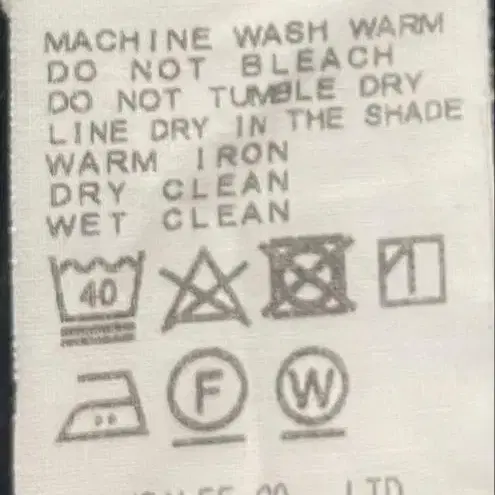 MACHINE WASH WARM
DO NOT BLEACH
DO NOT TUMBLE DRY
LINE DRY IN THE SHADE
WARM IRON
DRY CLEAN
WET CLEAN
40
F W
LTD